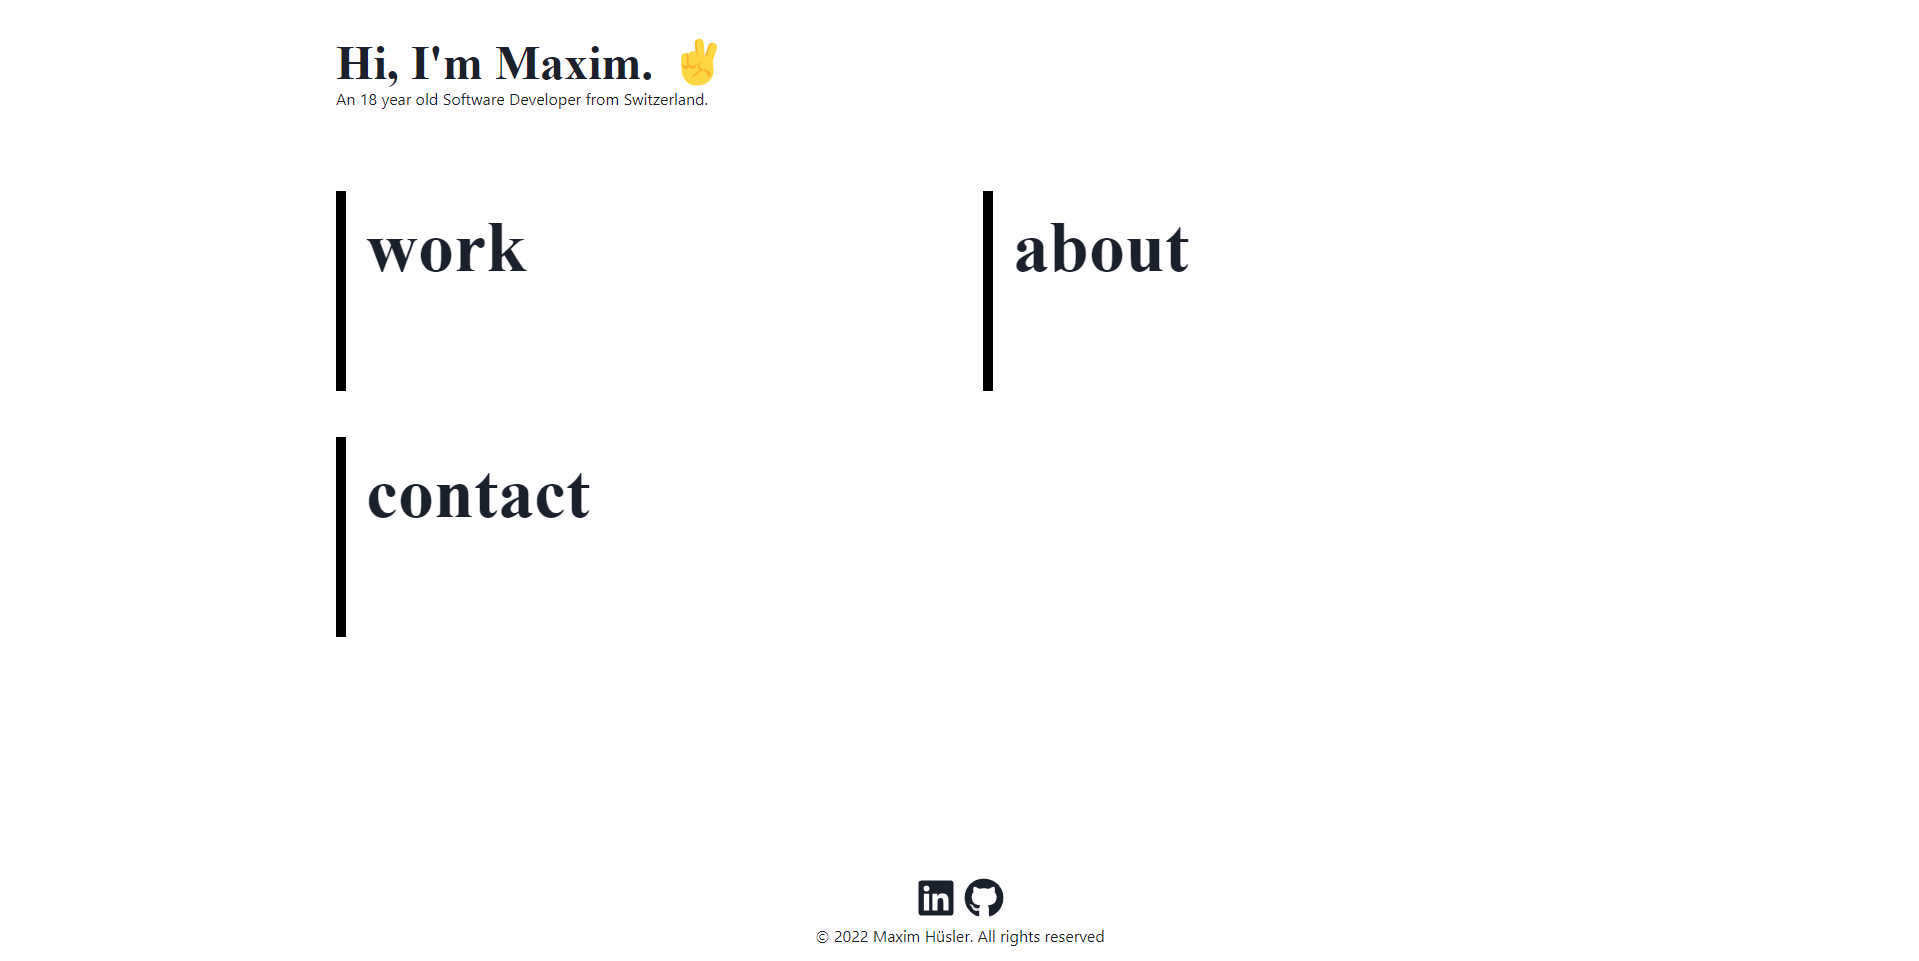 Hi, I'm Maxim. ✌
An 18 year old Software Developer from Switzerland.
work
about
contact
in
© 2022 Maxim Hüsler. All rights reserved